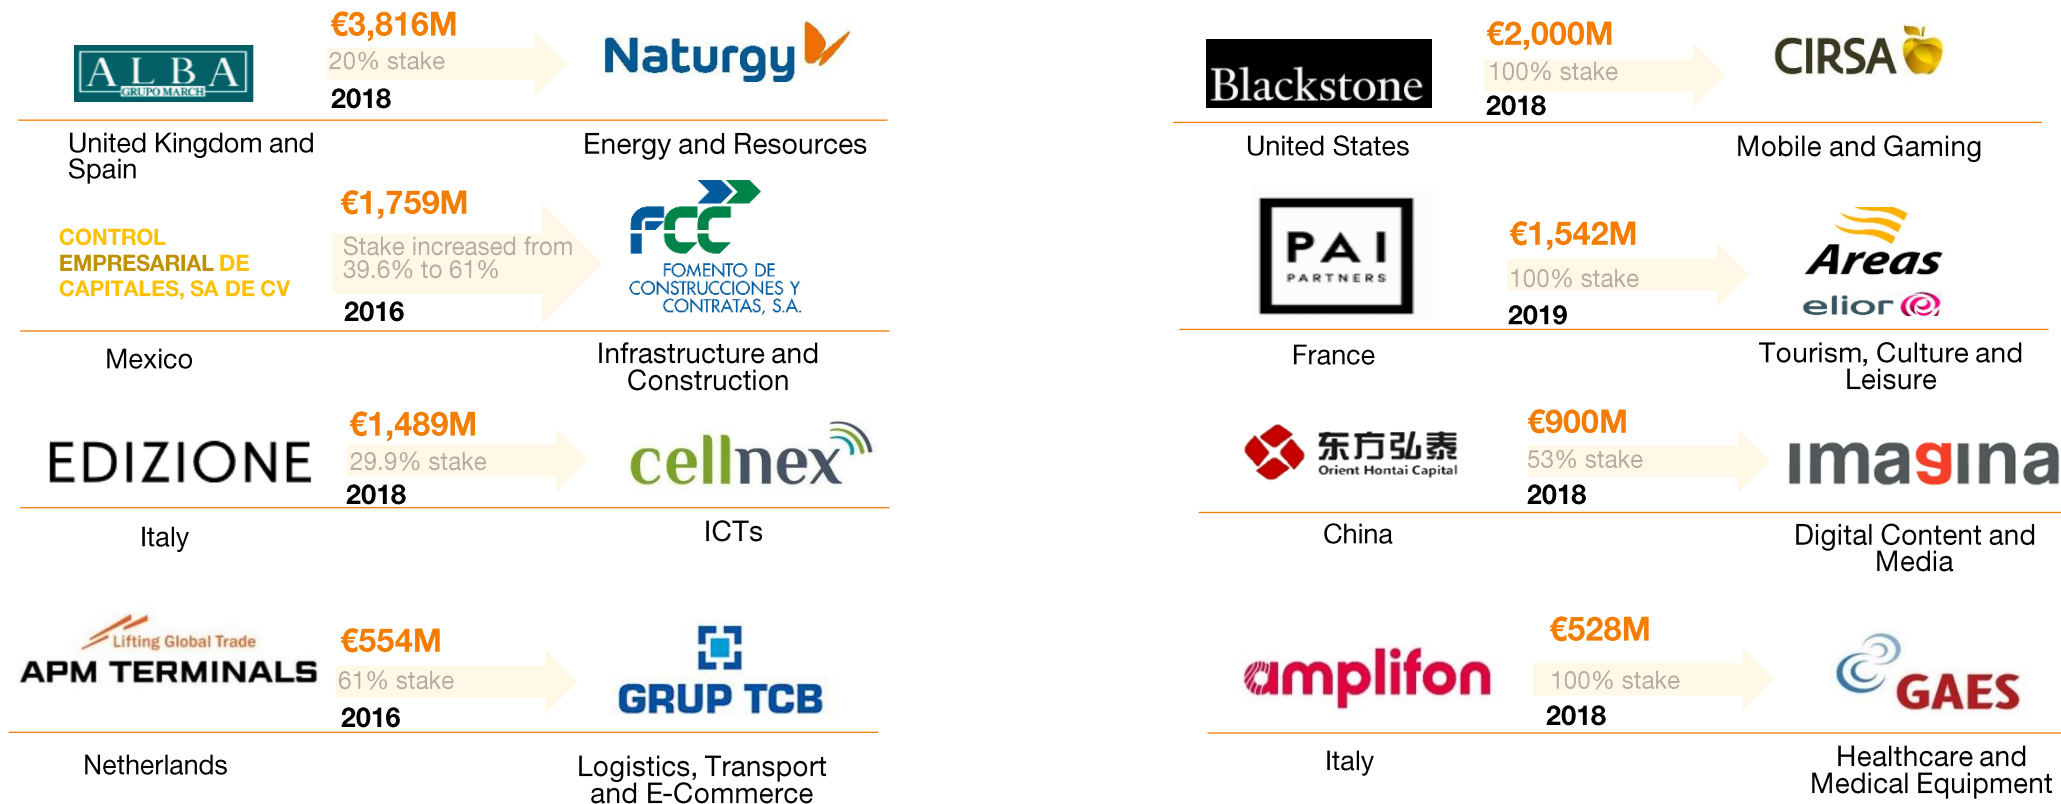 €3,816M
ALBA
GRUPO MARCH
20% stake
Naturgy
2018
United Kingdom and
Spain
Energy and Resources
€1,759M
CONTROL
EMPRESARIAL DE
CAPITALES, SA DE CV
Stake increased from
39.6% to 61%
2016
FCC
FOMENTO DE
CONSTRUCCIONES Y
CONTRATAS, S.A.
Mexico
Infrastructure and
Construction
€1,489M
EDIZIONE
29.9% stake
cellnex
2018
Italy
ICTs
Lifting Global Trade
APM TERMINALS
€554M
61% stake
2016
GRUP TCB
Netherlands
Logistics, Transport
and E-Commerce
€2,000M
Blackstone
100% stake
CIRSA
2018
United States
Mobile and Gaming
PAI
PARTNERS
€1,542M
100% stake
2019
Areas
elior e
France
Tourism, Culture and
Leisure
€900M
东方弘泰
Orient Hontai Capital
53% stake
imagina
2018
China
Digital Content and
Media
€528M
amplifon
100% stake
GAES
2018
Italy
Healthcare and
Medical Equipment